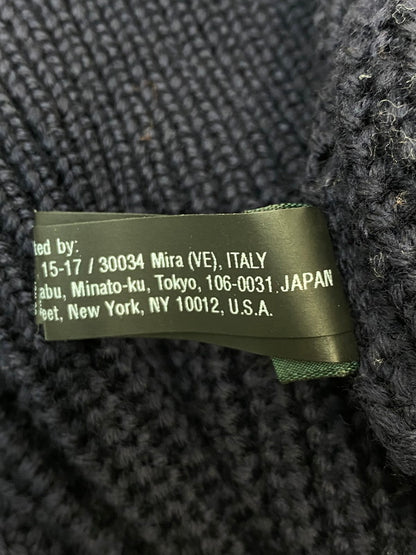 ted by:
15-17 / 30034 Mira (VE), ITALY
abu, Minato-ku, Tokyo, 106-0031 JAPAN
eet, New York, NY 10012, U.S.A.